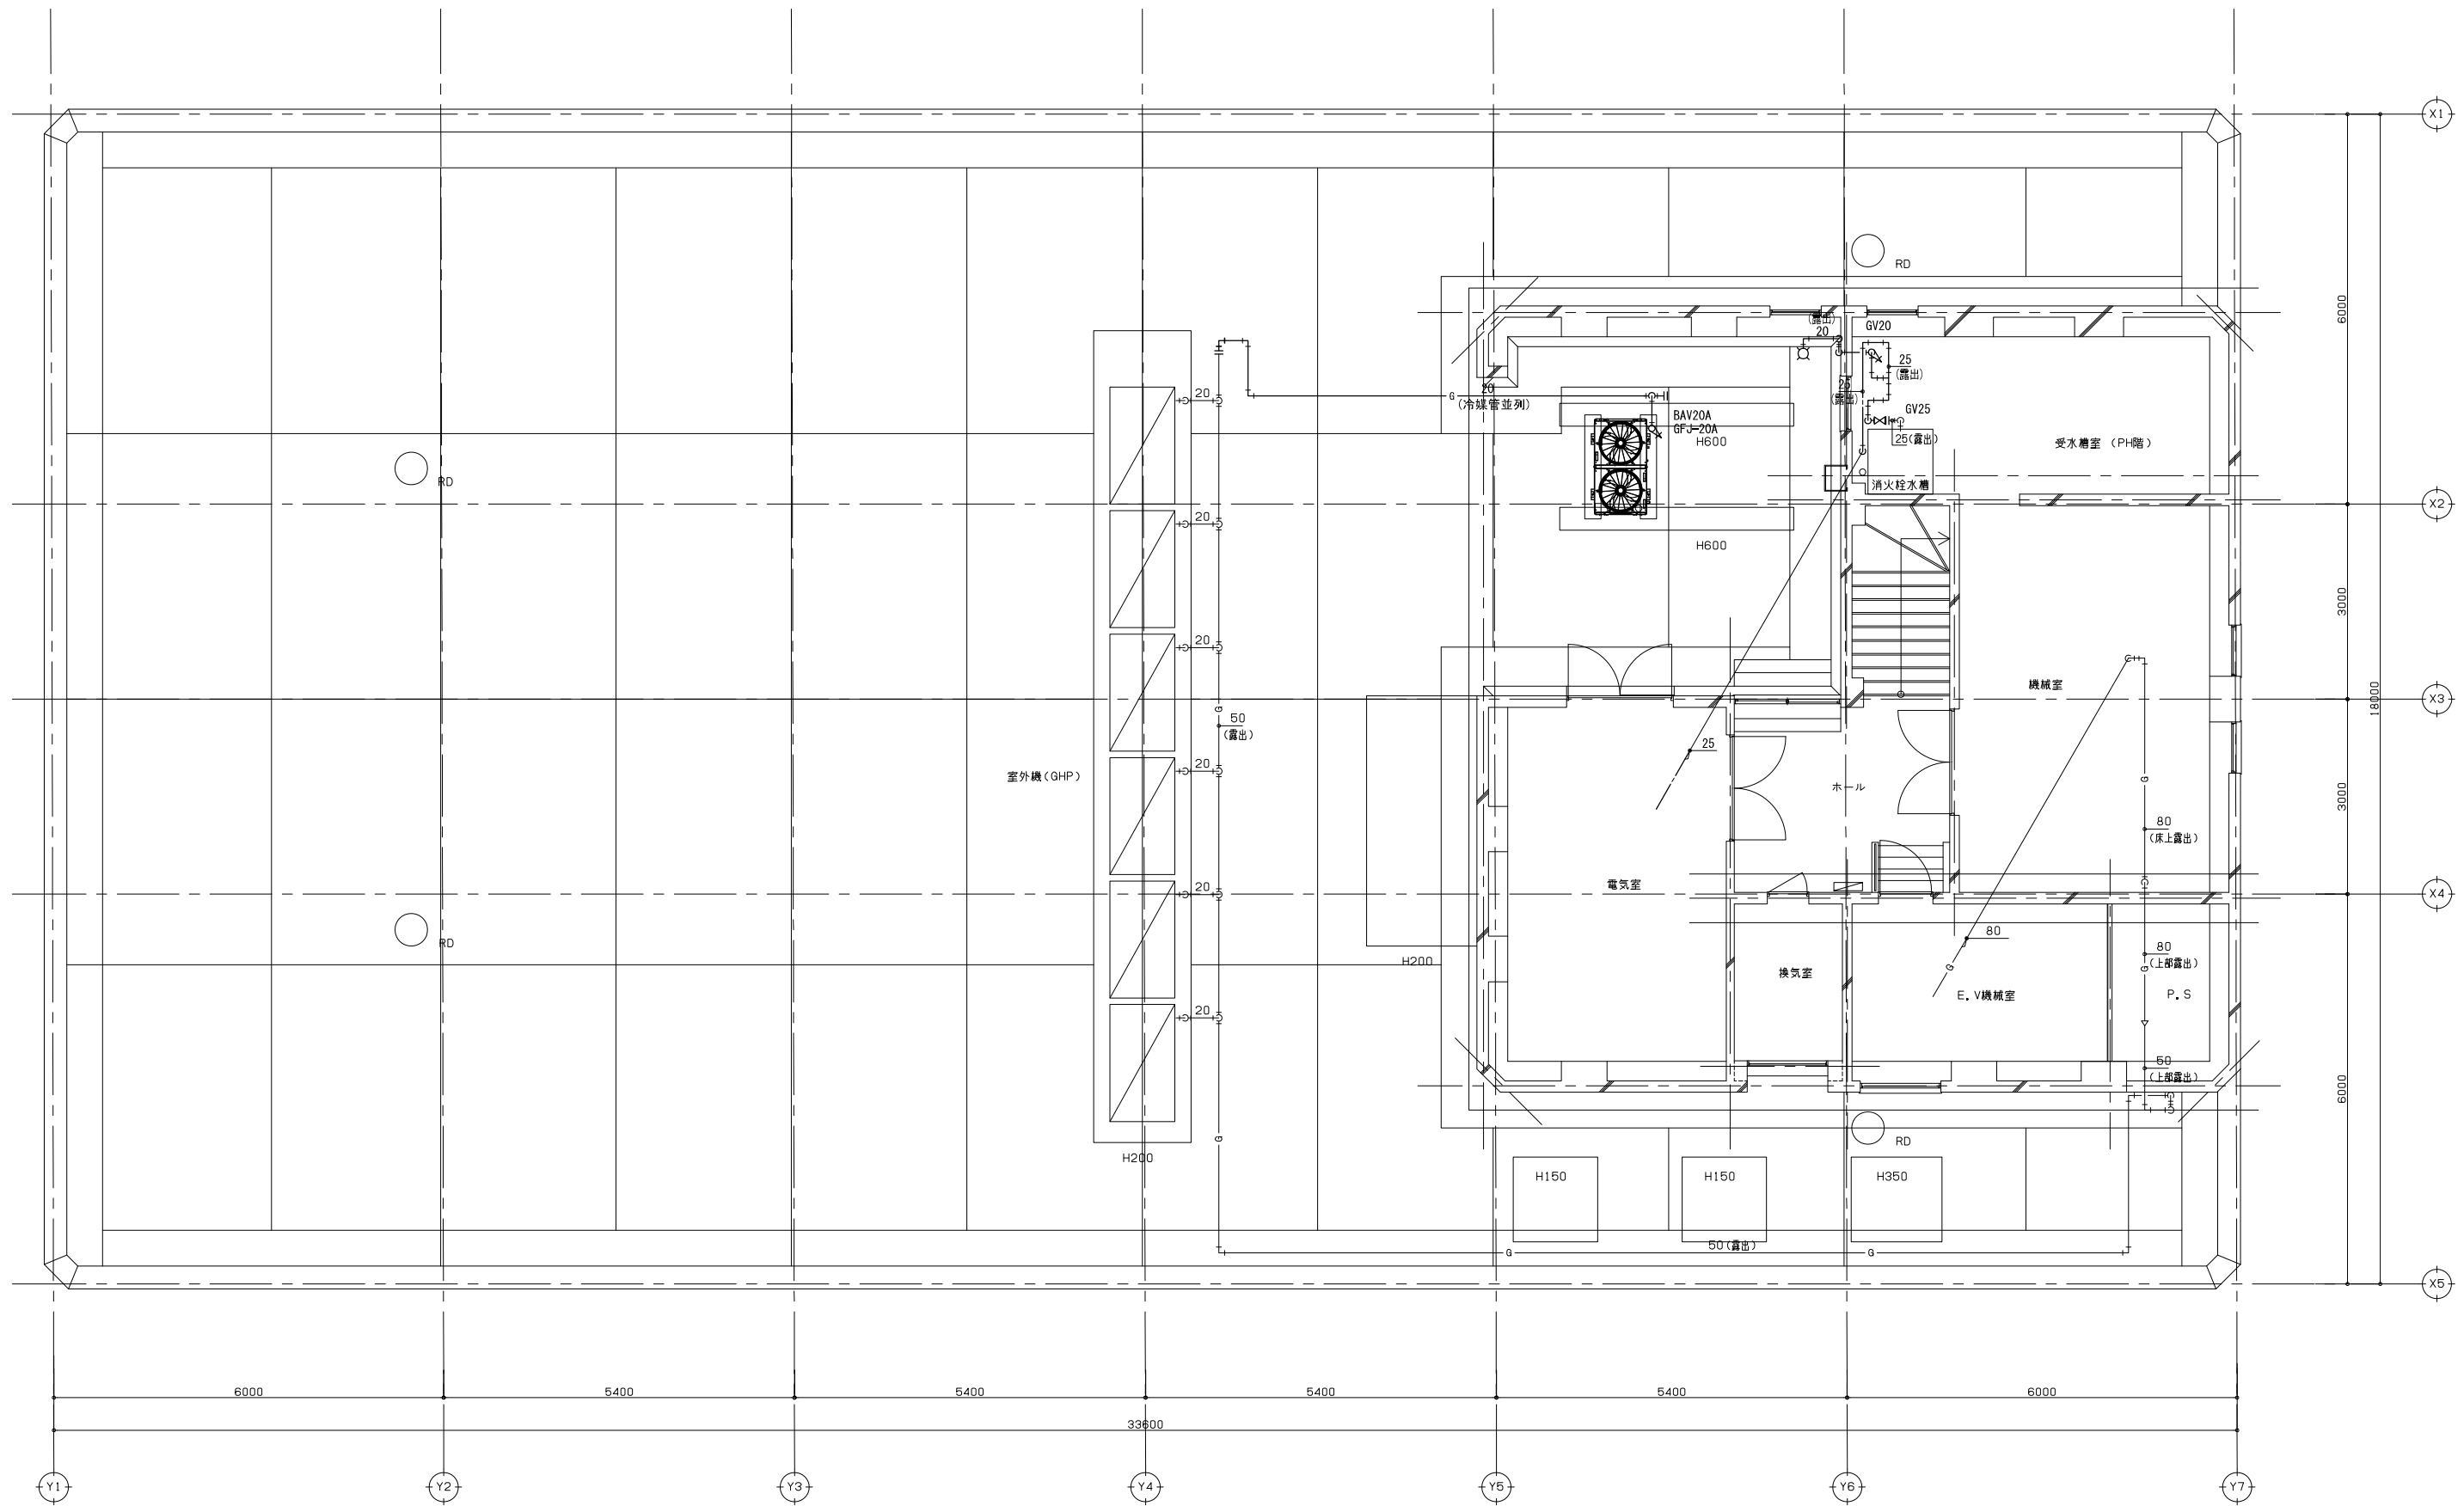 X1
RD
6000
(露出)
20
GV20
25
(露出)
20
25
(露出)
20
(冷媒管並列)
G
BAV20A
GFJ-20A
GV25
25(露出)
H600
受水槽室 (PH階)
G
RD
消火栓水槽
X2
20
H600
3000
20
機械室
18000
X3
G
50
(露出)
25
20
室外機(GHP)
G
ホール
3000
80
(床上露出)
電気室
20
X4
RD
80
80
(上部露出)
H200
G
G
換気室
E.V機械室
P.S
20
50
(上部露出)
6000
G
RD
H200
H150
H150
H350
50(露出)
G
G
X5
6000
5400
5400
5400
5400
6000
33600
Y1
Y2
Y3
Y4
Y5
Y6
Y7